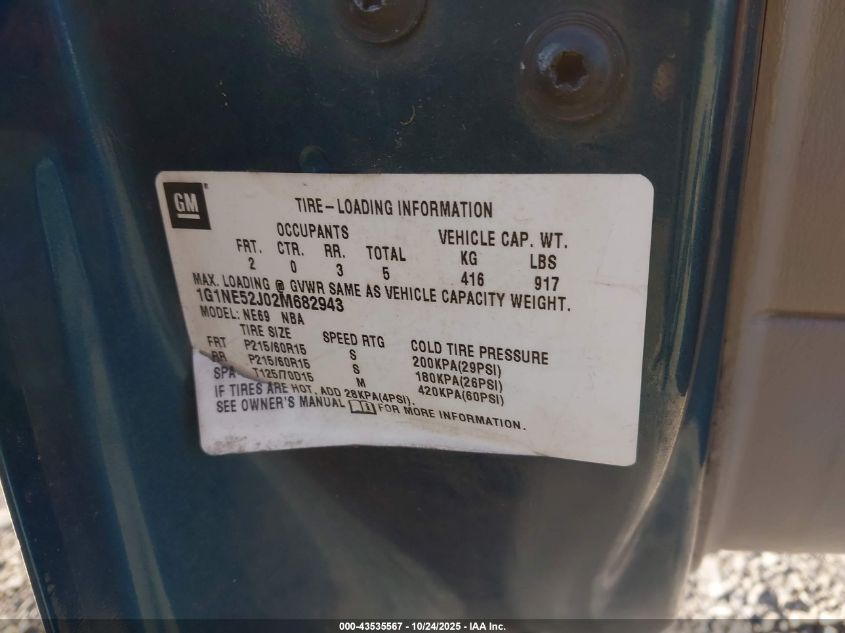 GM
TIRE-LOADING INFORMATION
OCCUPANTS VEHICLE CAP. WT.
FRT. CTR. RR. TOTAL KG LBS
2 0 3 5 416 917
MAX. LOADING @ GVWR SAME AS VEHICLE CAPACITY WEIGHT.
1G1NE52J02M682943
MODEL: NE69 NBA
TIRE SIZE SPEED RTG COLD TIRE PRESSURE
FRT P215/60R15 S 200KPA(29PSI)
RR P215/60R15 S 180KPA(26PSI)
SPA T125/70D15 M 420KPA(60PSI)
IF TIRES ARE HOT, ADD 28KPA(4PSI).
SEE OWNER'S MANUAL FOR MORE INFORMATION.
000-43535567 - 10/24/2025 - IAA Inc.